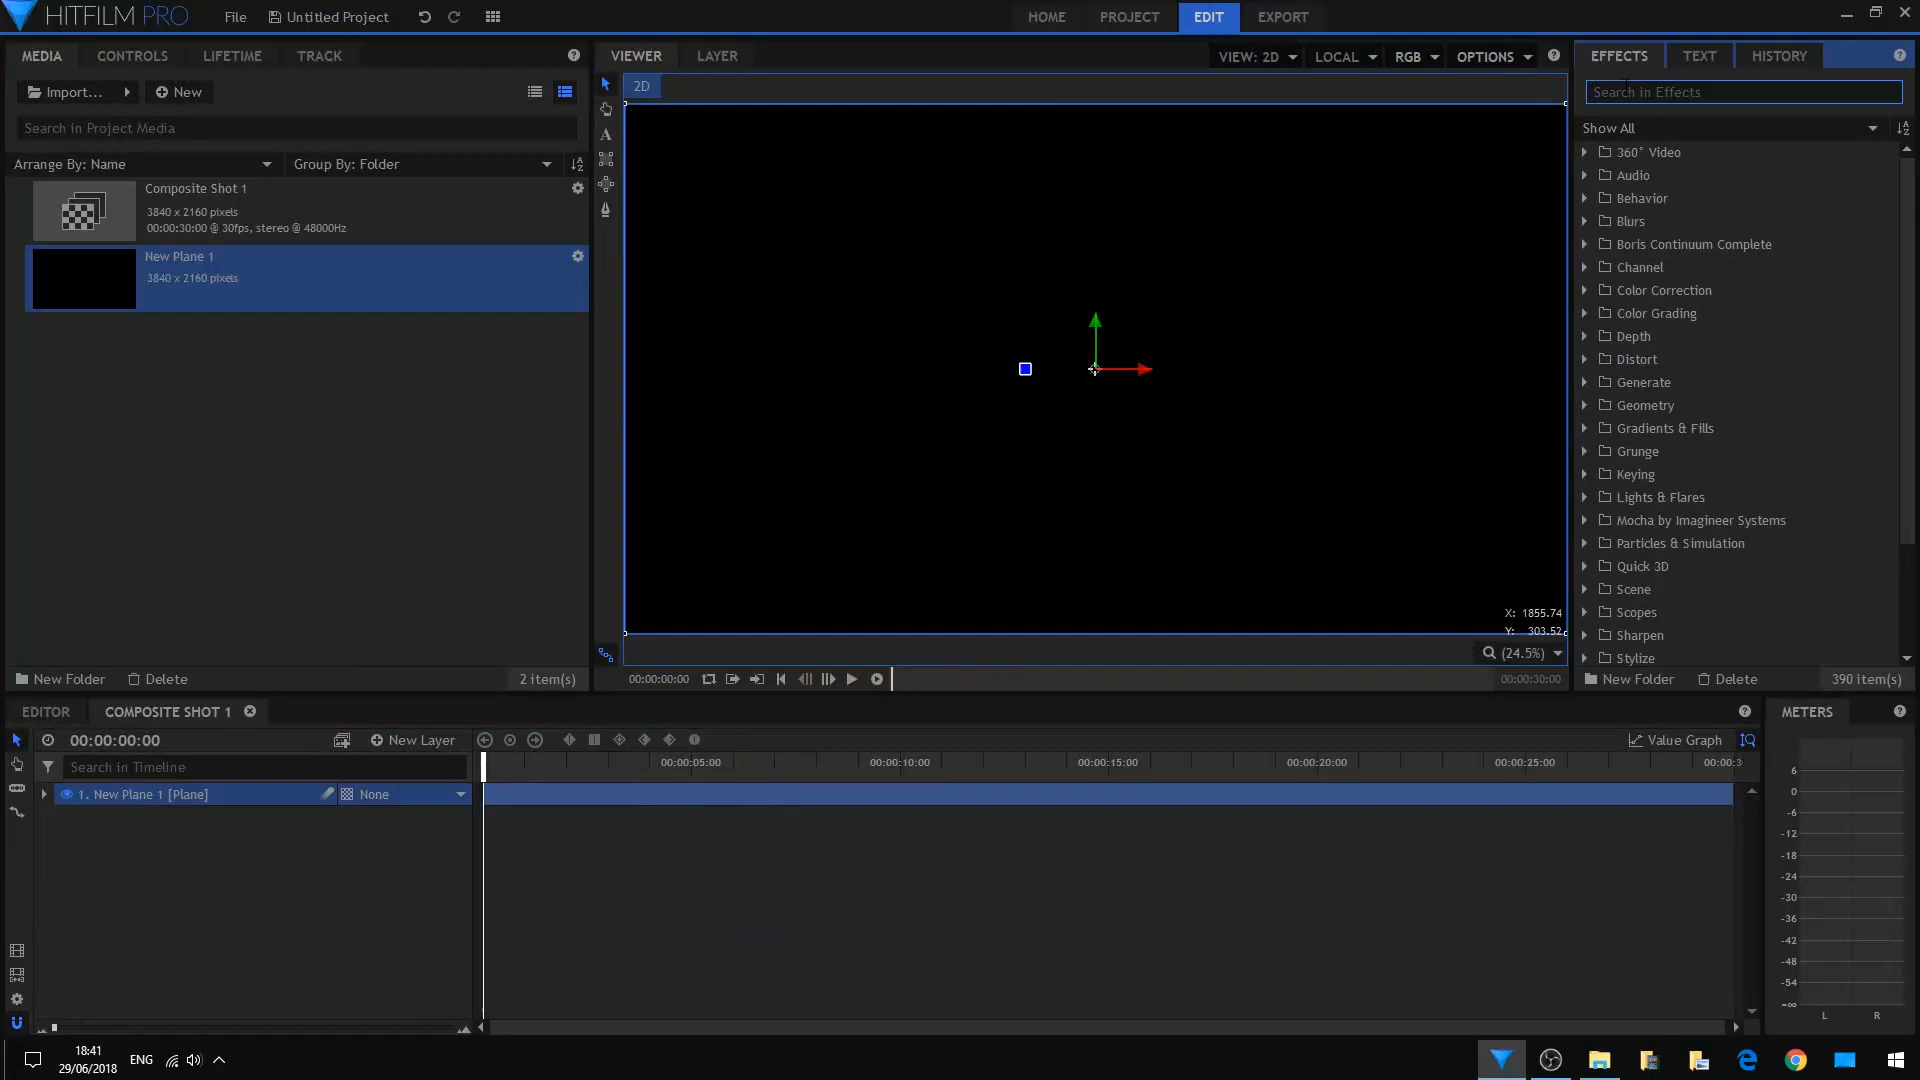 HITFILM PRO
File
Untitled Project
HOME
PROJECT
EDIT
EXPORT
MEDIA
CONTROLS
LIFETIME
TRACK
Import...
New
Search in Project Media
Arrange By: Name
Group By: Folder
Composite Shot 1
3840 x 2160 pixels
00:00:30:00 @ 30fps, stereo @ 48000Hz
New Plane 1
3840 x 2160 pixels
New Folder
Delete
2 item(s)
VIEWER
LAYER
VIEW: 2D
LOCAL
RGB
OPTIONS
2D
X: 1855.74
Y: 303.52
(24.5%)
00:00:00:00
00:00:30:00
EFFECTS
TEXT
HISTORY
Search in Effects
Show All
360° Video
Audio
Behavior
Blurs
Boris Continuum Complete
Channel
Color Correction
Color Grading
Depth
Distort
Generate
Geometry
Gradients & Fills
Grunge
Keying
Lights & Flares
Mocha by Imagineer Systems
Particles & Simulation
Quick 3D
Scene
Scopes
Sharpen
Stylize
New Folder
Delete
390 item(s)
EDITOR
COMPOSITE SHOT 1
00:00:00:00
New Layer
Value Graph
Search in Timeline
00:00:05:00
00:00:10:00
00:00:15:00
00:00:20:00
00:00:25:00
00:00:3
1. New Plane 1 [Plane]
None
METERS
6
0
-6
-12
-18
-24
-30
-36
-42
-48
-54
-∞
L
R
18:41
29/06/2018
ENG